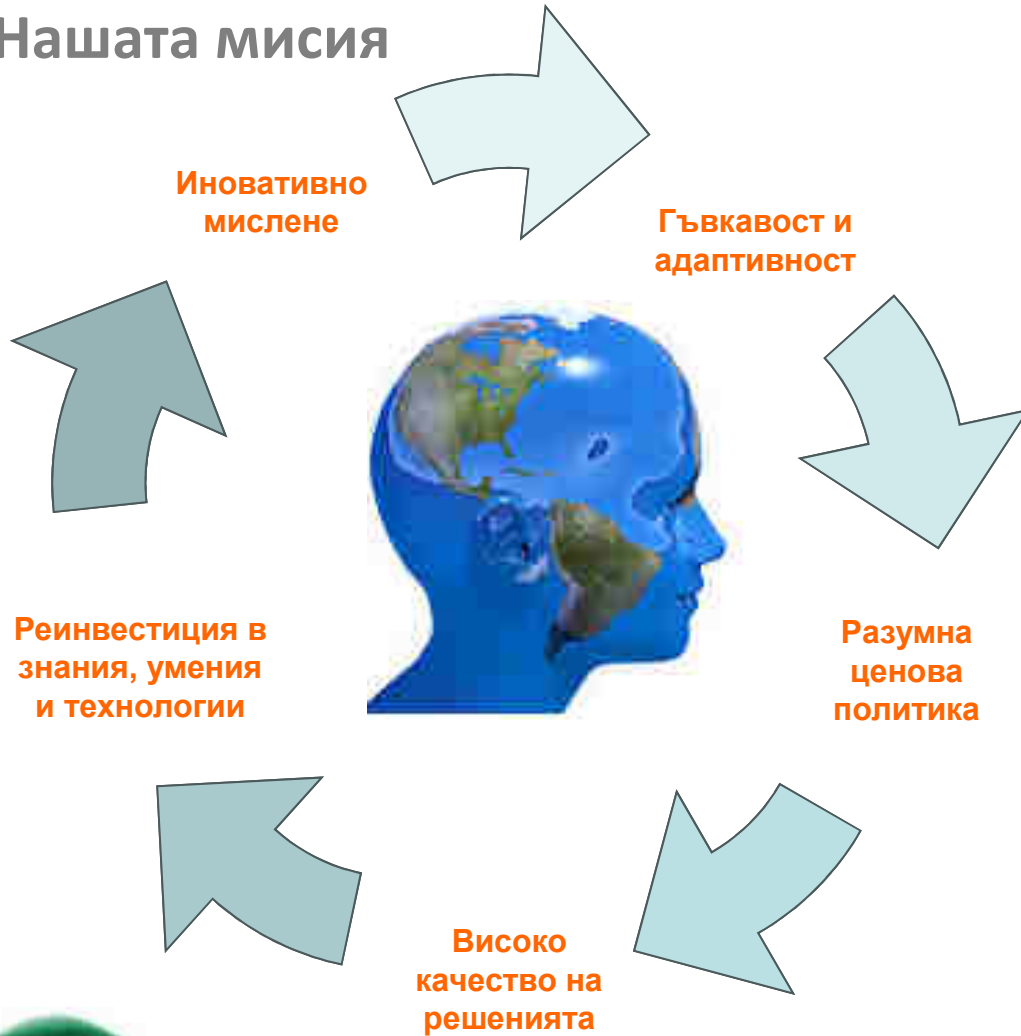 Нашата мисия
Иновативно
мислене
Гъвкавост и
адаптивност
Разумна
ценова
политика
Високо
качество на
решенията
Реинвестиция в
знания, умения
и технологии